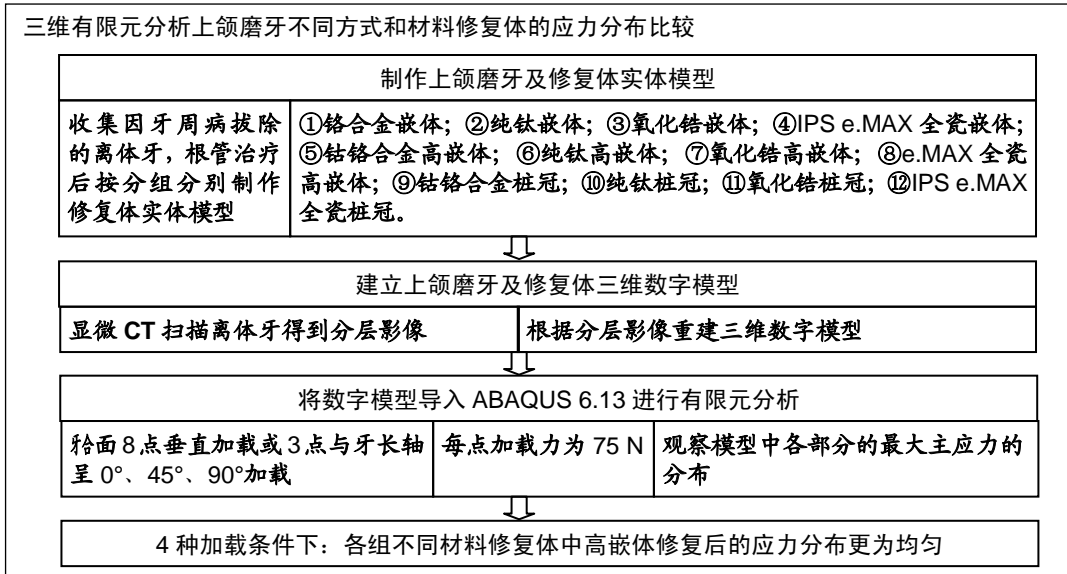 三维有限元分析上颌磨牙不同方式和材料修复体的应力分布比较
制作上颌磨牙及修复体实体模型
收集因牙周病拔除
的离体牙，根管治疗
后按分组分别制作
修复体实体模型
①铬合金嵌体；②纯钛嵌体；③氧化锆嵌体；④IPS e.MAX 全瓷嵌体；
⑤钴铬合金高嵌体；⑥纯钛高嵌体；⑦氧化锆高嵌体；⑧e.MAX 全瓷
高嵌体；⑨钴铬合金桩冠；⑩纯钛桩冠；⑪氧化锆桩冠；⑫IPS e.MAX
全瓷桩冠。
建立上颌磨牙及修复体三维数字模型
显微 CT 扫描离体牙得到分层影像
根据分层影像重建三维数字模型
将数字模型导入 ABAQUS 6.13 进行有限元分析
𬌗面 8 点垂直加载或 3 点与牙长轴
呈 0°、45°、90°加载
每点加载力为 75 N
观察模型中各部分的最大主应力的
分布
4 种加载条件下：各组不同材料修复体中高嵌体修复后的应力分布更为均匀